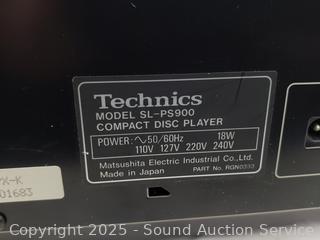 Technics
MODEL SL-PS900
COMPACT DISC PLAYER
POWER: ∿50/60Hz 18W
110V 127V 220V 240V
Matsushita Electric Industrial Co., Ltd.
Made in Japan PART No. RGN0333
-K
01683
Copyright 2025 - Sound Auction Service